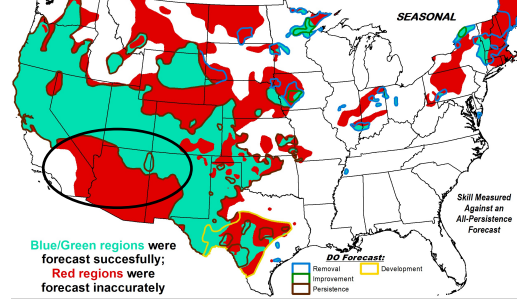 SEASONAL
Skill Measured
Against an
All-Persistence
Forecast
Blue/Green regions were
forecast succesfully;
Red regions were
forecast inaccurately
DO Forecast:
Removal
Development
Improvement
Persistence